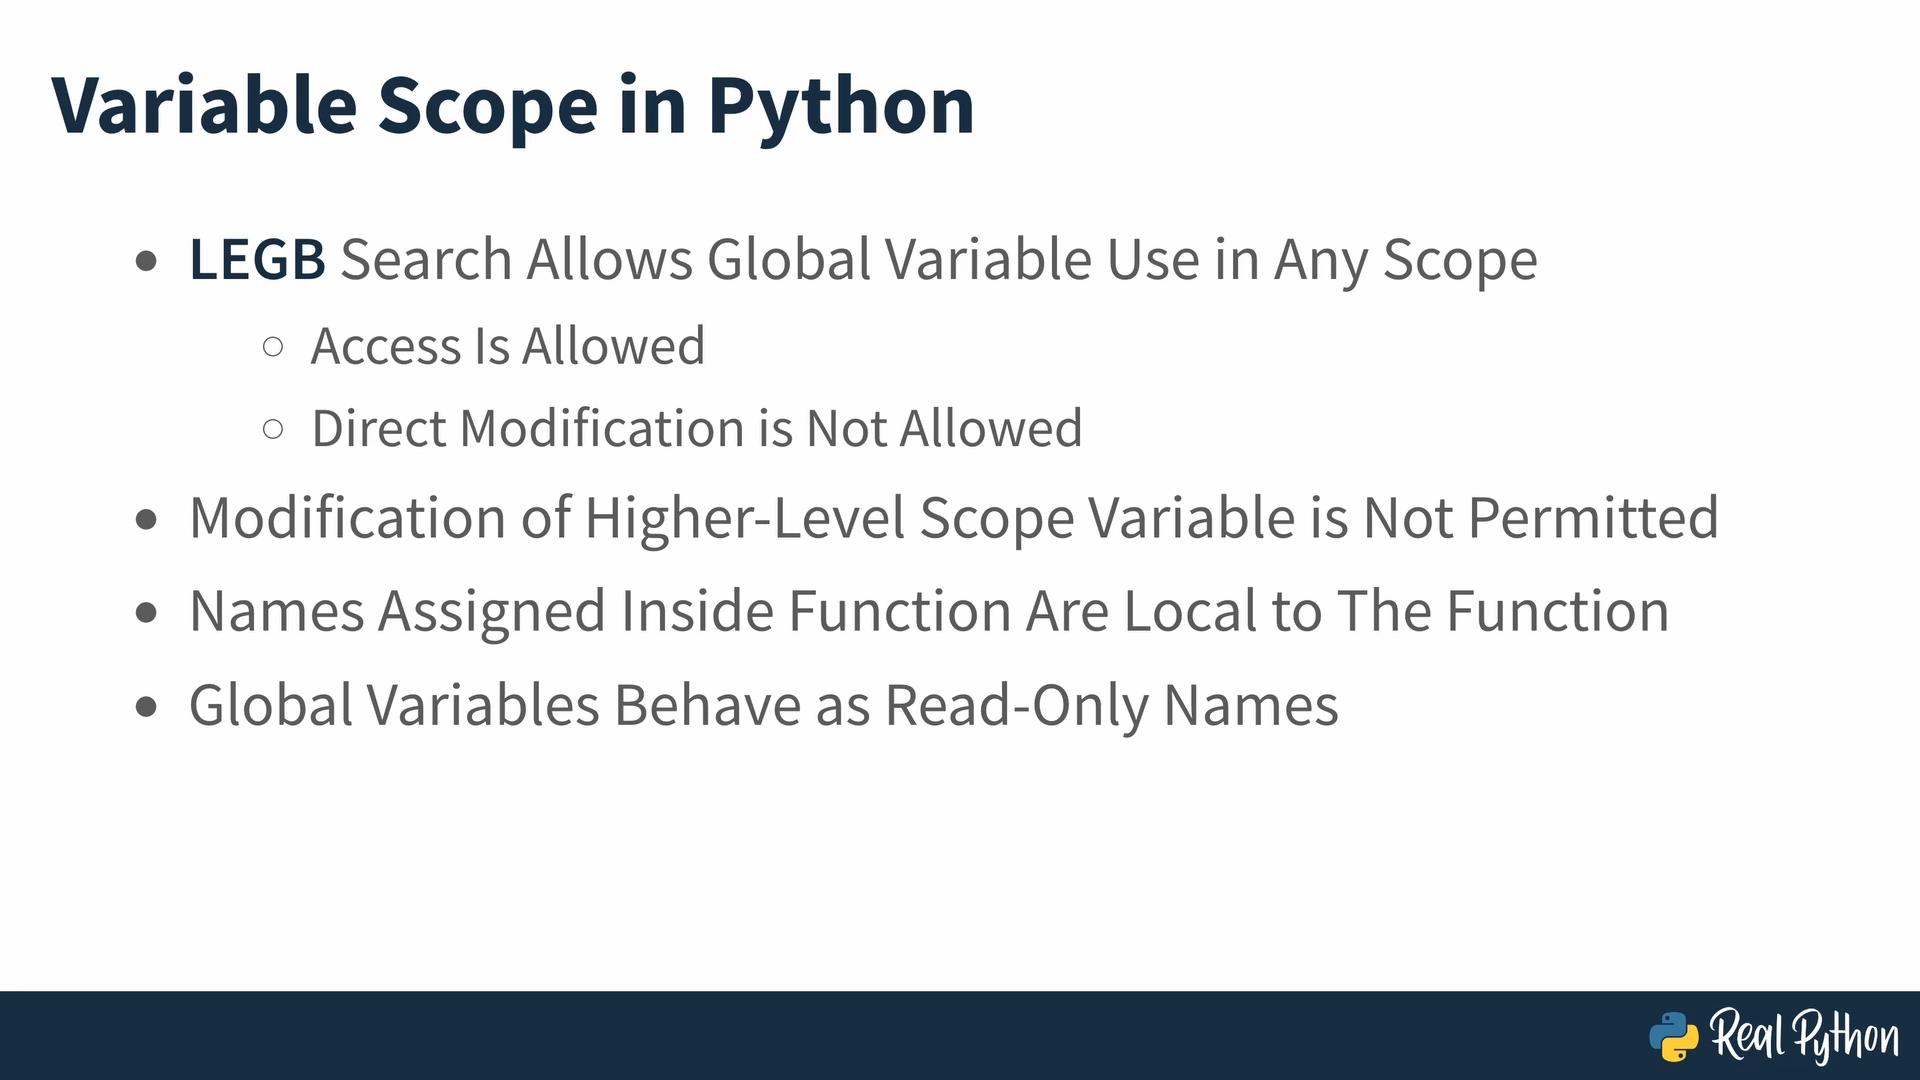 Variable Scope in Python
LEGB Search Allows Global Variable Use in Any Scope
Access Is Allowed
Direct Modification is Not Allowed
Modification of Higher-Level Scope Variable is Not Permitted
Names Assigned Inside Function Are Local to The Function
Global Variables Behave as Read-Only Names
Real Python